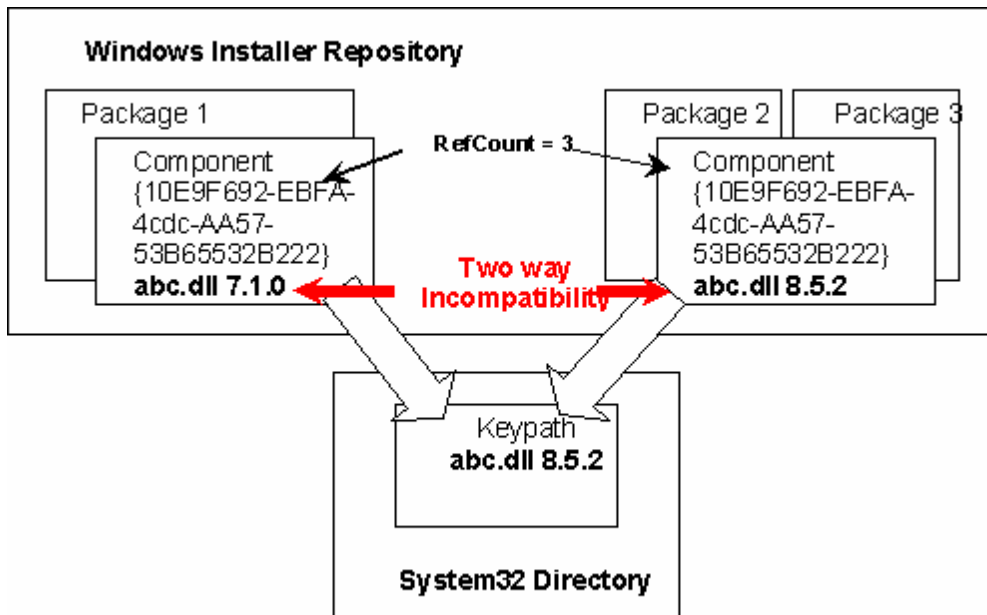 Windows Installer Repository
Package 1
Component
{10E9F692-EBFA-
4cdc-AA57-
53B65532B222}
abc.dll 7.1.0
RefCount = 3
Two way
Incompatibility
Package 2
Package 3
Component
{10E9F692-EBFA-
4cdc-AA57-
53B65532B222}
abc.dll 8.5.2
Keypath
abc.dll 8.5.2
System32 Directory